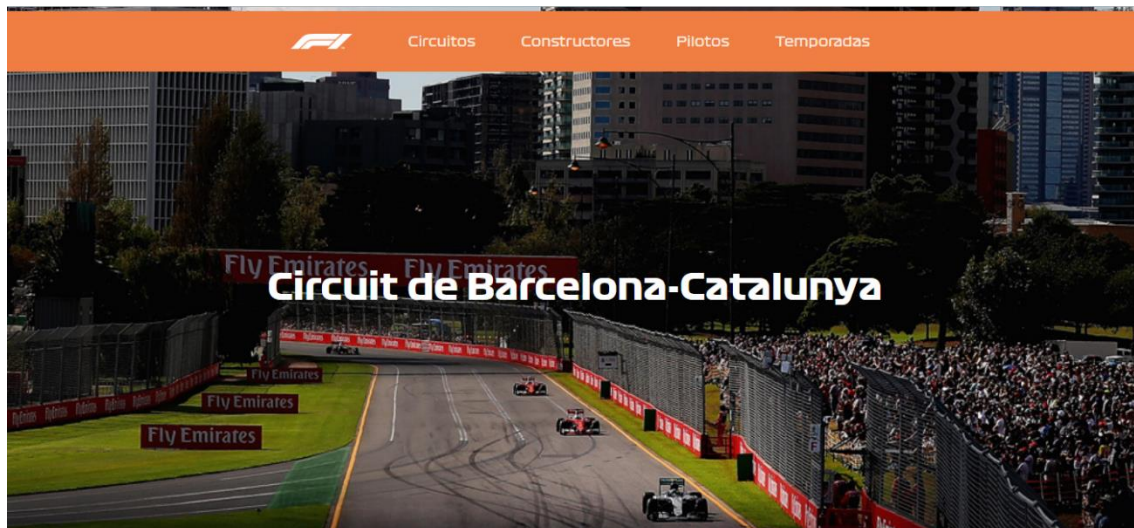 F1 Circuitos Constructores Pilotos Temporadas
Fly Emirates Fly Emirates
Circuit de Barcelona-Catalunya
Fly Emirates
Fly Emirates
Fly Emirates